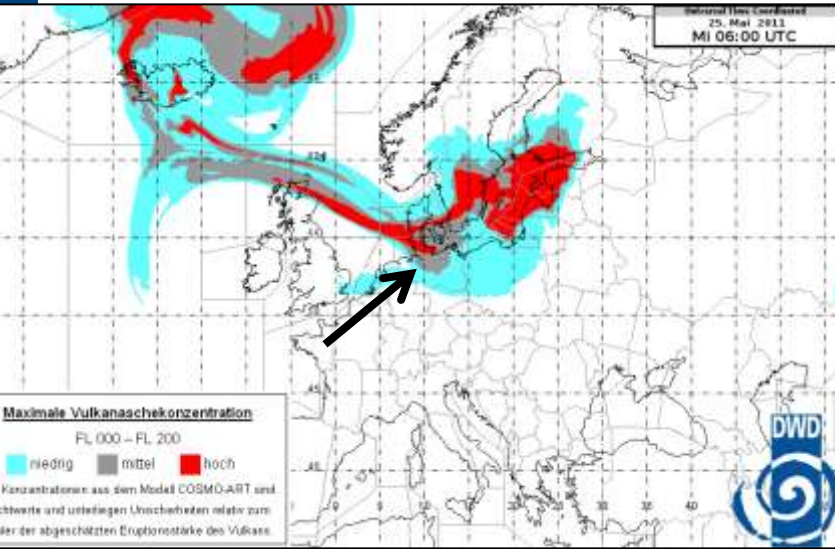 Universal Time Coordinated
25. Mai 2011
MI 06:00 UTC
Maximale Vulkanaschekonzentration
FL 000 – FL 200
niedrig mittel hoch
Konzentrationen aus dem Modell COSMO-ART sind
chtwerte und unterliegen Unsicherheiten relativ zum
ler der abgeschätzten Eruptionsstärke des Vulkans.
DWD